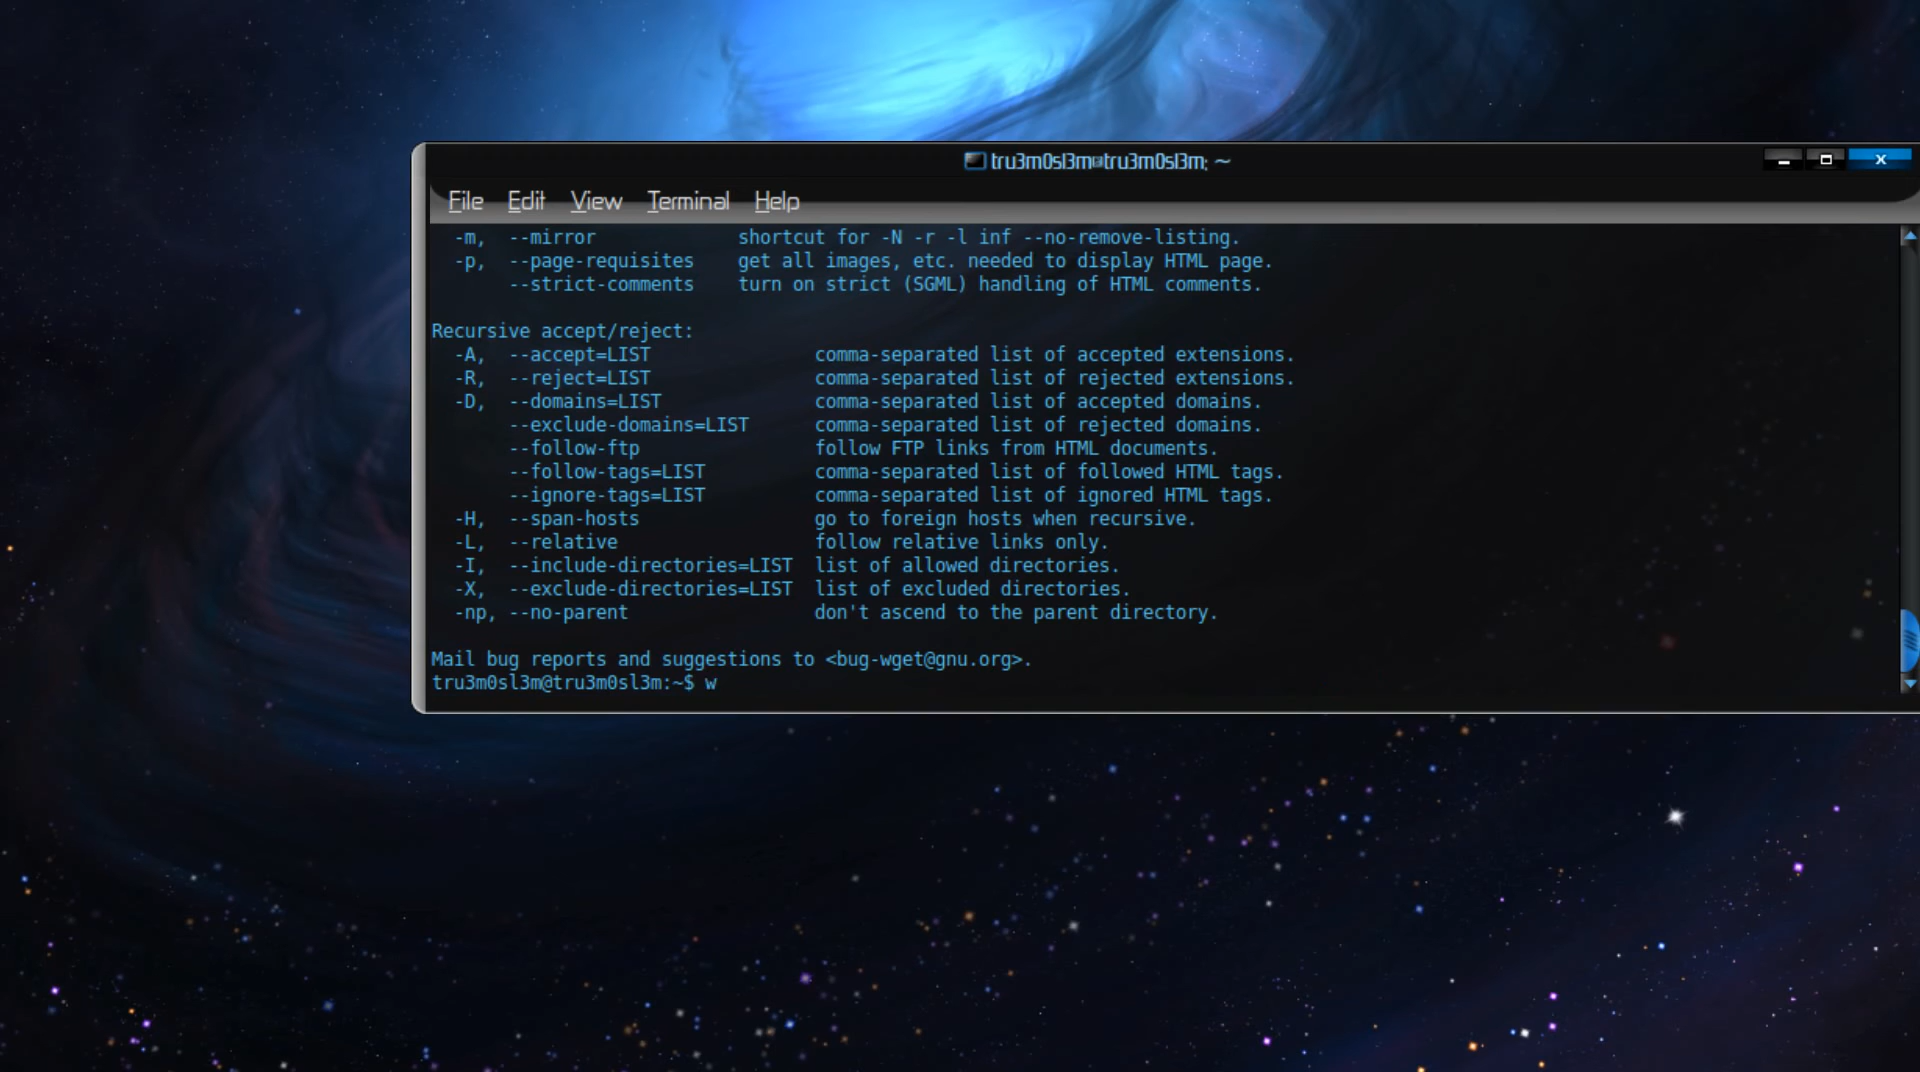 tru3m0sl3m@tru3m0sl3m: ~
x
File Edit View Terminal Help
-m, --mirror shortcut for -N -r -l inf --no-remove-listing.
-p, --page-requisites get all images, etc. needed to display HTML page.
--strict-comments turn on strict (SGML) handling of HTML comments.
Recursive accept/reject:
-A, --accept=LIST comma-separated list of accepted extensions.
-R, --reject=LIST comma-separated list of rejected extensions.
-D, --domains=LIST comma-separated list of accepted domains.
--exclude-domains=LIST comma-separated list of rejected domains.
--follow-ftp follow FTP links from HTML documents.
--follow-tags=LIST comma-separated list of followed HTML tags.
--ignore-tags=LIST comma-separated list of ignored HTML tags.
-H, --span-hosts go to foreign hosts when recursive.
-L, --relative follow relative links only.
-I, --include-directories=LIST list of allowed directories.
-X, --exclude-directories=LIST list of excluded directories.
-np, --no-parent don't ascend to the parent directory.
Mail bug reports and suggestions to <bug-wget@gnu.org>.
tru3m0sl3m@tru3m0sl3m:~$ w